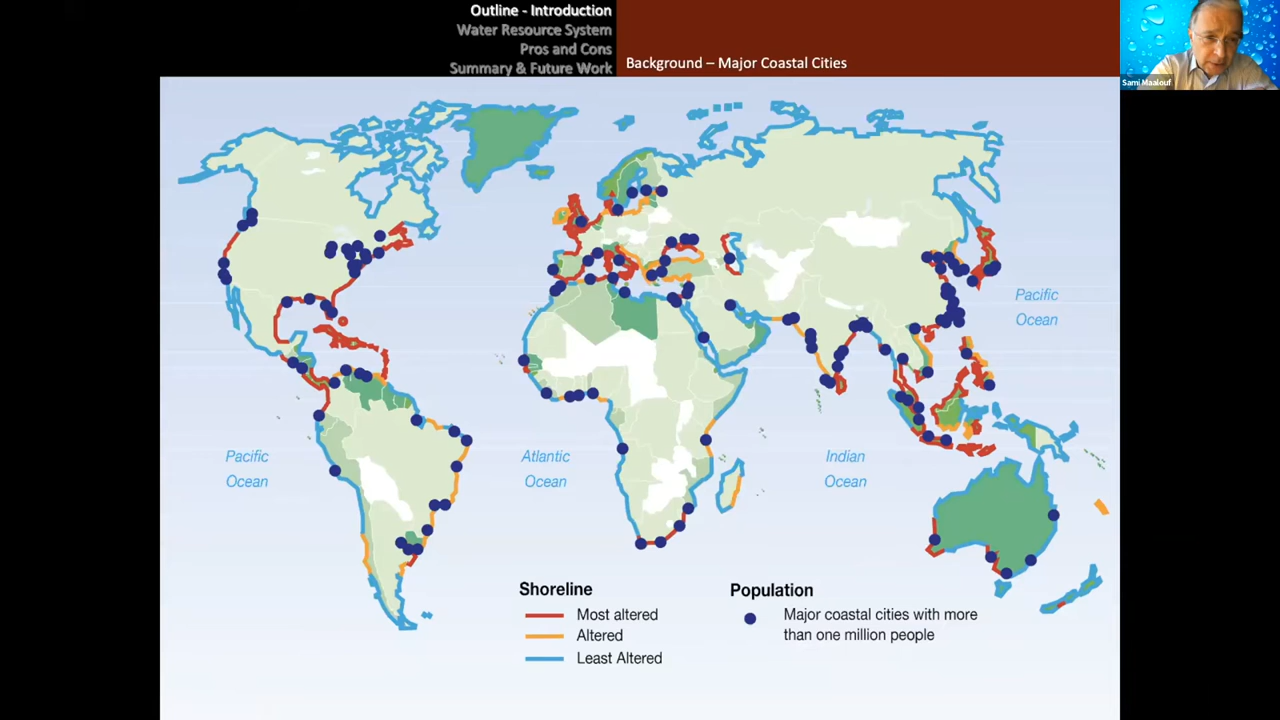 Outline - Introduction
Water Resource System
Pros and Cons
Summary & Future Work
Background – Major Coastal Cities
Sami Maalouf
Pacific
Ocean
Pacific
Ocean
Atlantic
Ocean
Indian
Ocean
Shoreline
Most altered
Altered
Least Altered
Population
Major coastal cities with more
than one million people